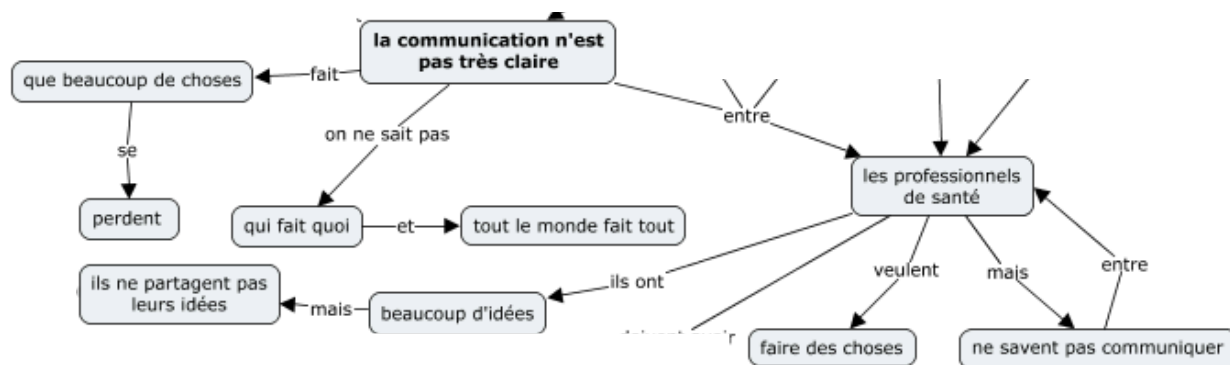 la communication n'est
pas très claire
que beaucoup de choses
fait
entre
on ne sait pas
se
les professionnels
de santé
perdent
qui fait quoi
et
tout le monde fait tout
ils ne partagent pas
leurs idées
mais
beaucoup d'idées
ils ont
veulent
mais
entre
faire des choses
ne savent pas communiquer